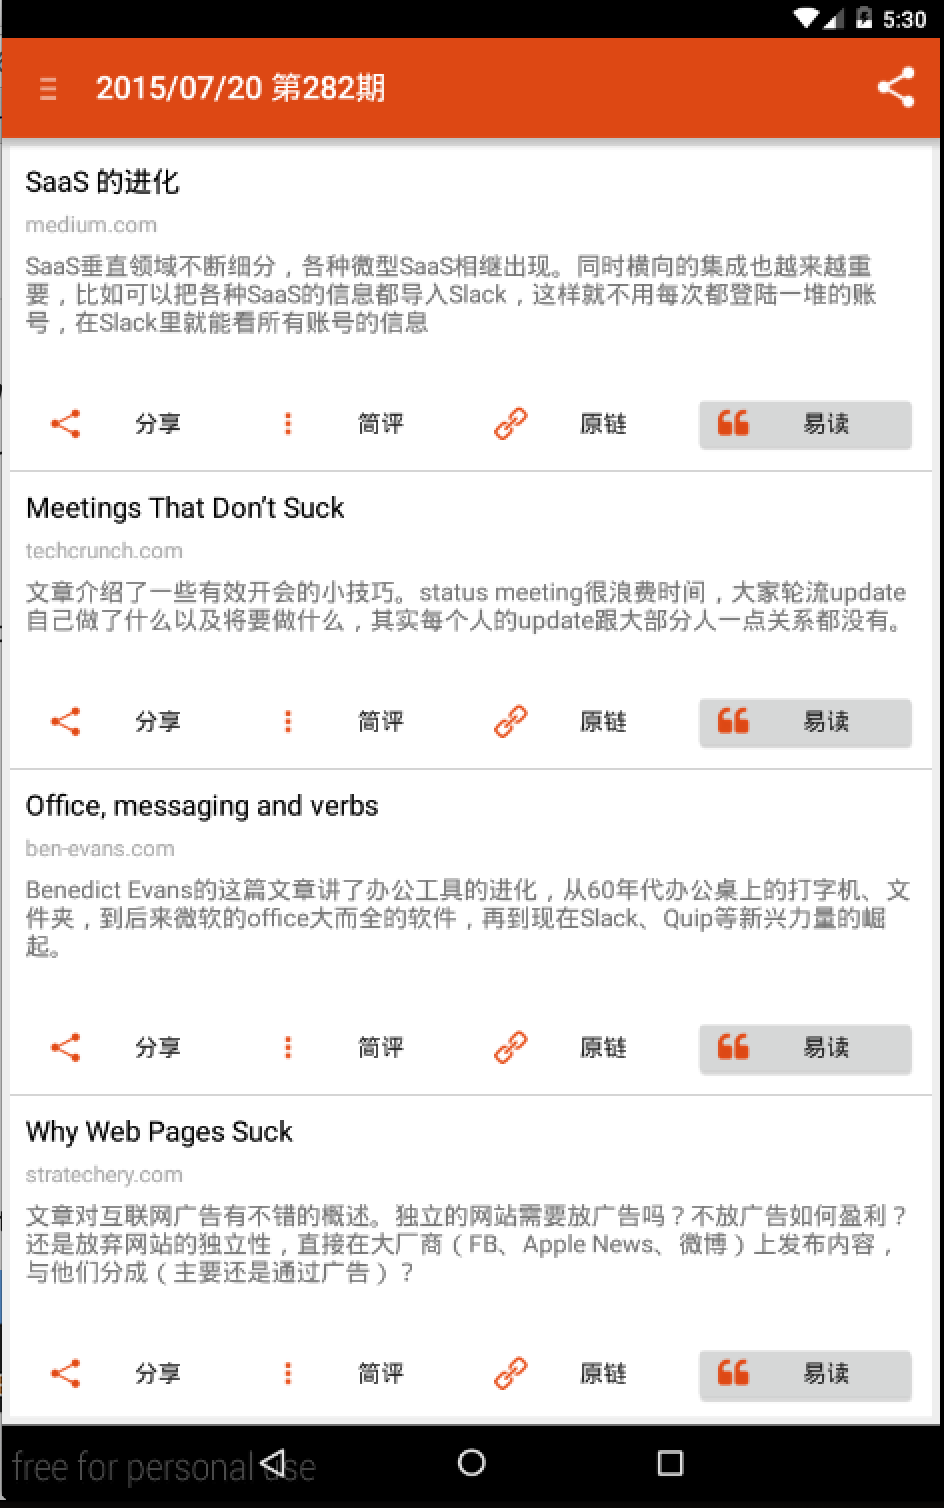 5:30
2015/07/20 第282期
SaaS 的进化
medium.com
SaaS垂直领域不断细分，各种微型SaaS相继出现。同时横向的集成也越来越重
要，比如可以把各种SaaS的信息都导入Slack，这样就不用每次都登陆一堆的账
号，在Slack里就能看所有账号的信息
分享 简评 原链 易读
Meetings That Don’t Suck
techcrunch.com
文章介绍了一些有效开会的小技巧。status meeting很浪费时间，大家轮流update
自己做了什么以及将要做什么，其实每个人的update跟大部分人一点关系都没有。
分享 简评 原链 易读
Office, messaging and verbs
ben-evans.com
Benedict Evans的这篇文章讲了办公工具的进化，从60年代办公桌上的打字机、文
件夹，到后来微软的office大而全的软件，再到现在Slack、Quip等新兴力量的崛
起。
分享 简评 原链 易读
Why Web Pages Suck
stratechery.com
文章对互联网广告有不错的概述。独立的网站需要放广告吗？不放广告如何盈利？
还是放弃网站的独立性，直接在大厂商（FB、Apple News、微博）上发布内容，
与他们分成（主要还是通过广告）？
分享 简评 原链 易读
free for personal use